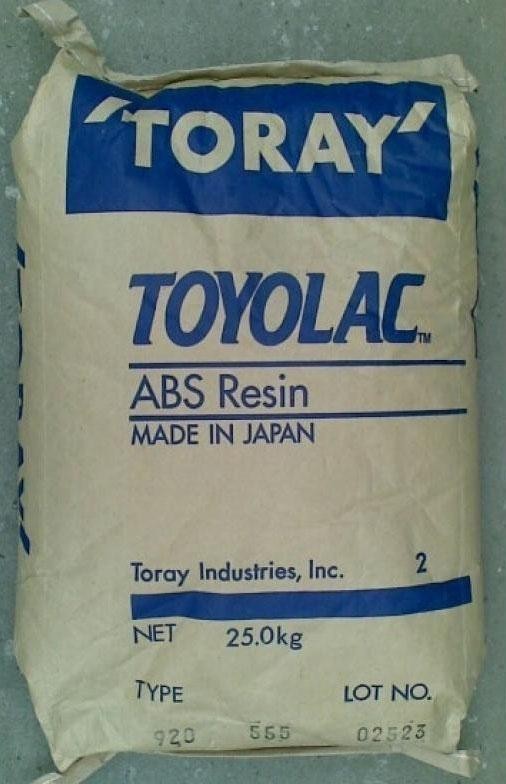 'TORAY'
TOYOLAC™
ABS Resin
MADE IN JAPAN
Toray Industries, Inc. 2
NET 25.0kg
TYPE LOT NO.
920 555 02523